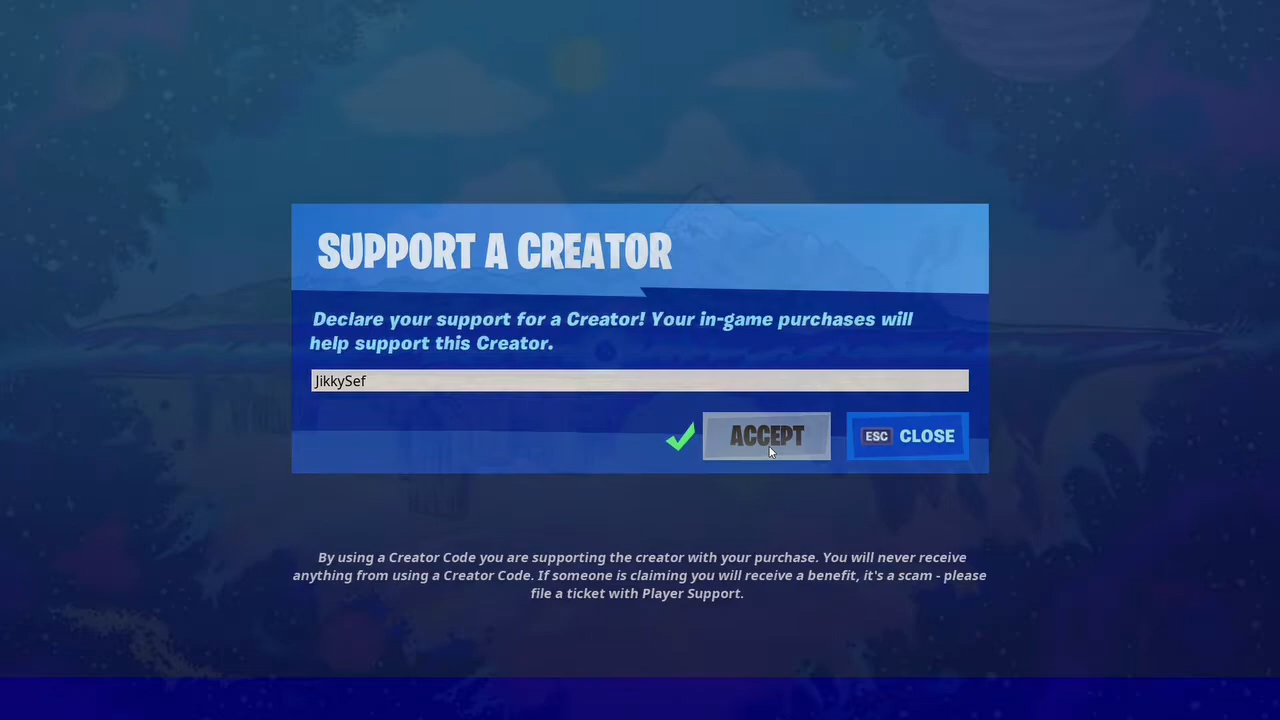 SUPPORT A CREATOR
Declare your support for a Creator! Your in-game purchases will
help support this Creator.
JikkySef
ACCEPT
ESC CLOSE
By using a Creator Code you are supporting the creator with your purchase. You will never receive
anything from using a Creator Code. If someone is claiming you will receive a benefit, it's a scam - please
file a ticket with Player Support.